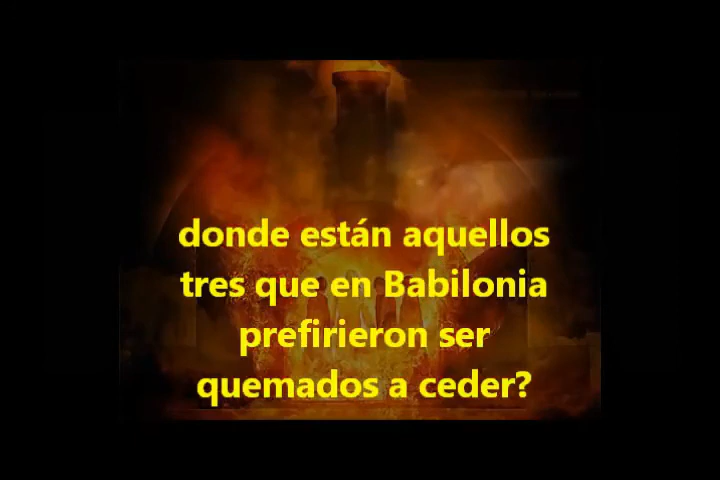 donde están aquellos
tres que en Babilonia
prefirieron ser
quemados a ceder?